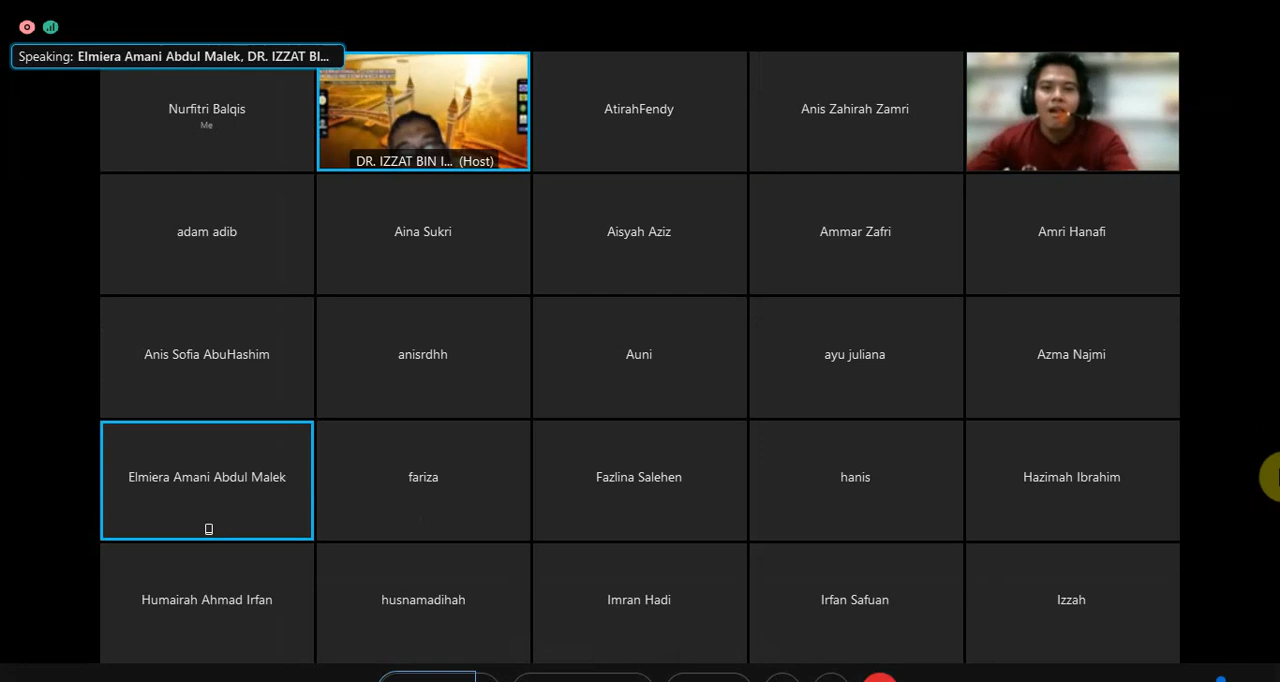 Speaking: Elmiera Amani Abdul Malek, DR. IZZAT BI...
Nurfitri Balqis
Me
DR. IZZAT BIN I... (Host)
AtirahFendy
Anis Zahirah Zamri
adam adib
Aina Sukri
Aisyah Aziz
Ammar Zafri
Amri Hanafi
Anis Sofia AbuHashim
anisrdhh
Auni
ayu juliana
Azma Najmi
Elmiera Amani Abdul Malek
fariza
Fazlina Salehen
hanis
Hazimah Ibrahim
Humairah Ahmad Irfan
husnamadihah
Imran Hadi
Irfan Safuan
Izzah